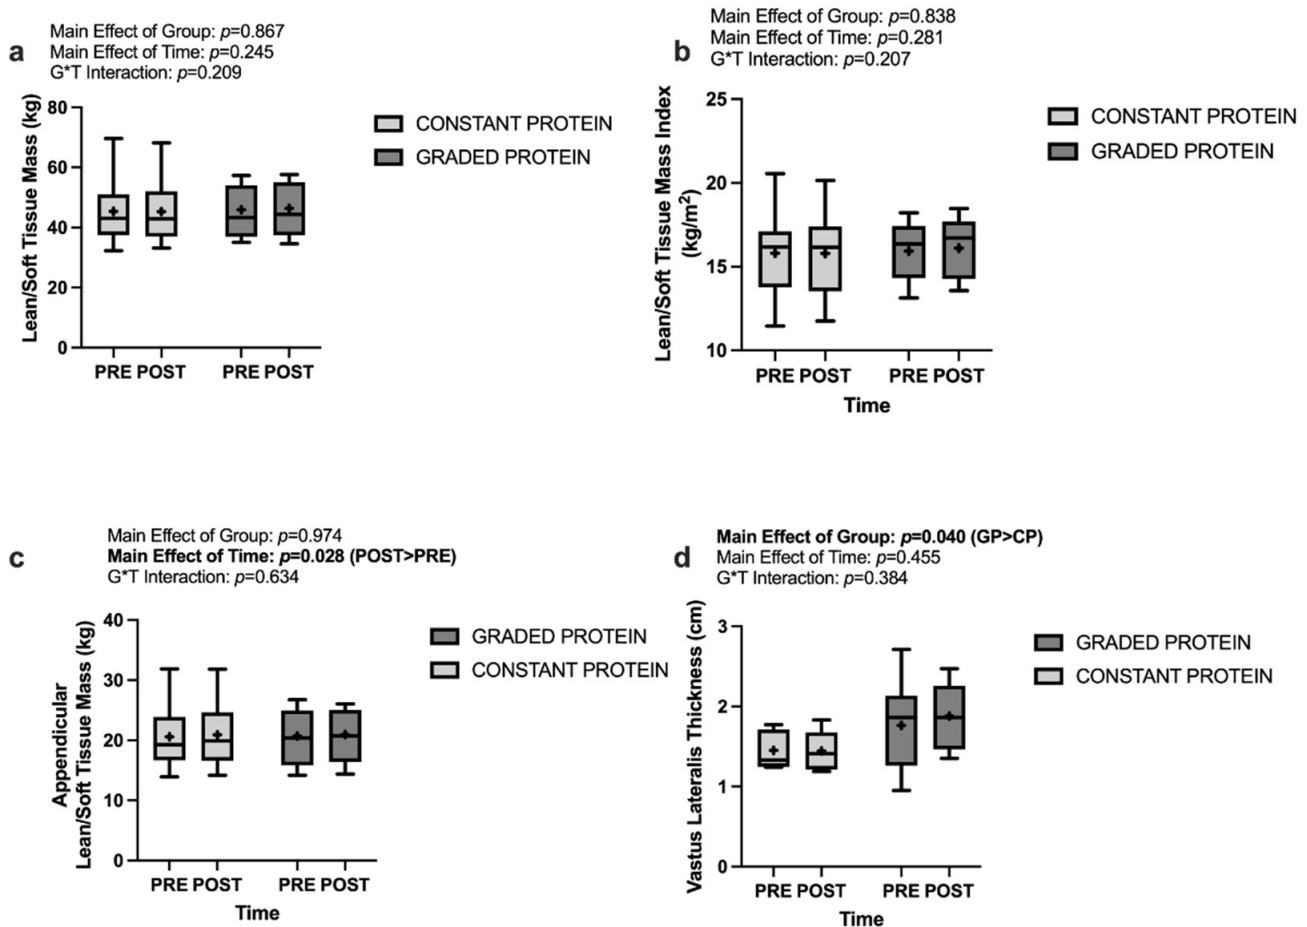 a
Main Effect of Group: p=0.867
Main Effect of Time: p=0.245
G*T Interaction: p=0.209
Lean/Soft Tissue Mass (kg)
80
60
40
20
0
PRE POST PRE POST
CONSTANT PROTEIN
GRADED PROTEIN
b
Main Effect of Group: p=0.838
Main Effect of Time: p=0.281
G*T Interaction: p=0.207
Lean/Soft Tissue Mass Index
(kg/m²)
25
20
15
10
PRE POST PRE POST
Time
CONSTANT PROTEIN
GRADED PROTEIN
c
Main Effect of Group: p=0.974
Main Effect of Time: p=0.028 (POST>PRE)
G*T Interaction: p=0.634
Appendicular
Lean/Soft Tissue Mass (kg)
40
30
20
10
0
PRE POST PRE POST
Time
GRADED PROTEIN
CONSTANT PROTEIN
d
Main Effect of Group: p=0.040 (GP>CP)
Main Effect of Time: p=0.455
G*T Interaction: p=0.384
Vastus Lateralis Thickness (cm)
3
2
1
0
PRE POST PRE POST
Time
GRADED PROTEIN
CONSTANT PROTEIN